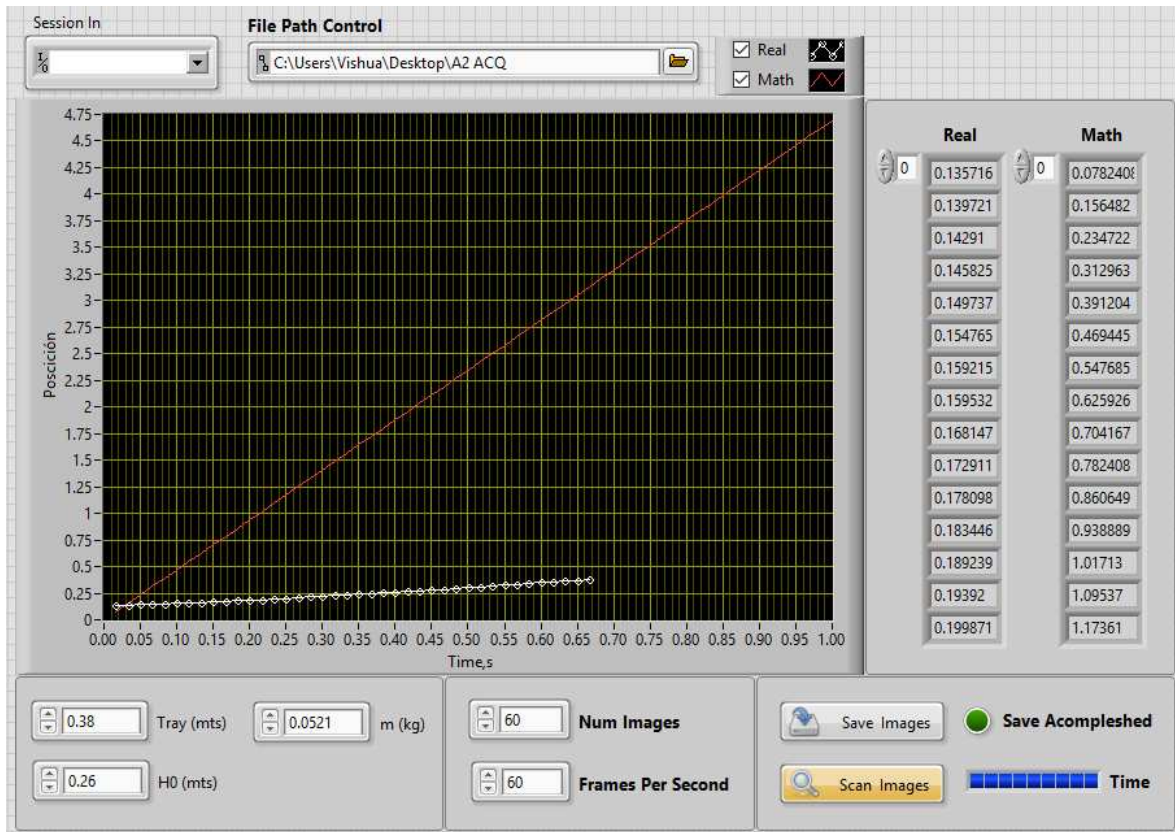 Session In
File Path Control
C:\Users\Vishua\Desktop\A2 ACQ
Real
Math
4.75
4.5
4.25
4
3.75
3.5
3.25
3
2.75
2.5
2.25
2
1.75
1.5
1.25
1
0.75
0.5
0.25
0
Posción
0.00 0.05 0.10 0.15 0.20 0.25 0.30 0.35 0.40 0.45 0.50 0.55 0.60 0.65 0.70 0.75 0.80 0.85 0.90 0.95 1.00
Time,s
Real Math
0 0.135716 0 0.0782408
0.139721 0.156482
0.14291 0.234722
0.145825 0.312963
0.149737 0.391204
0.154765 0.469445
0.159215 0.547685
0.159532 0.625926
0.168147 0.704167
0.172911 0.782408
0.178098 0.860649
0.183446 0.938889
0.189239 1.01713
0.19392 1.09537
0.199871 1.17361
0.38 Tray (mts) 0.0521 m (kg)
0.26 H0 (mts)
60 Num Images
60 Frames Per Second
Save Images Save Acompleshed
Scan Images Time